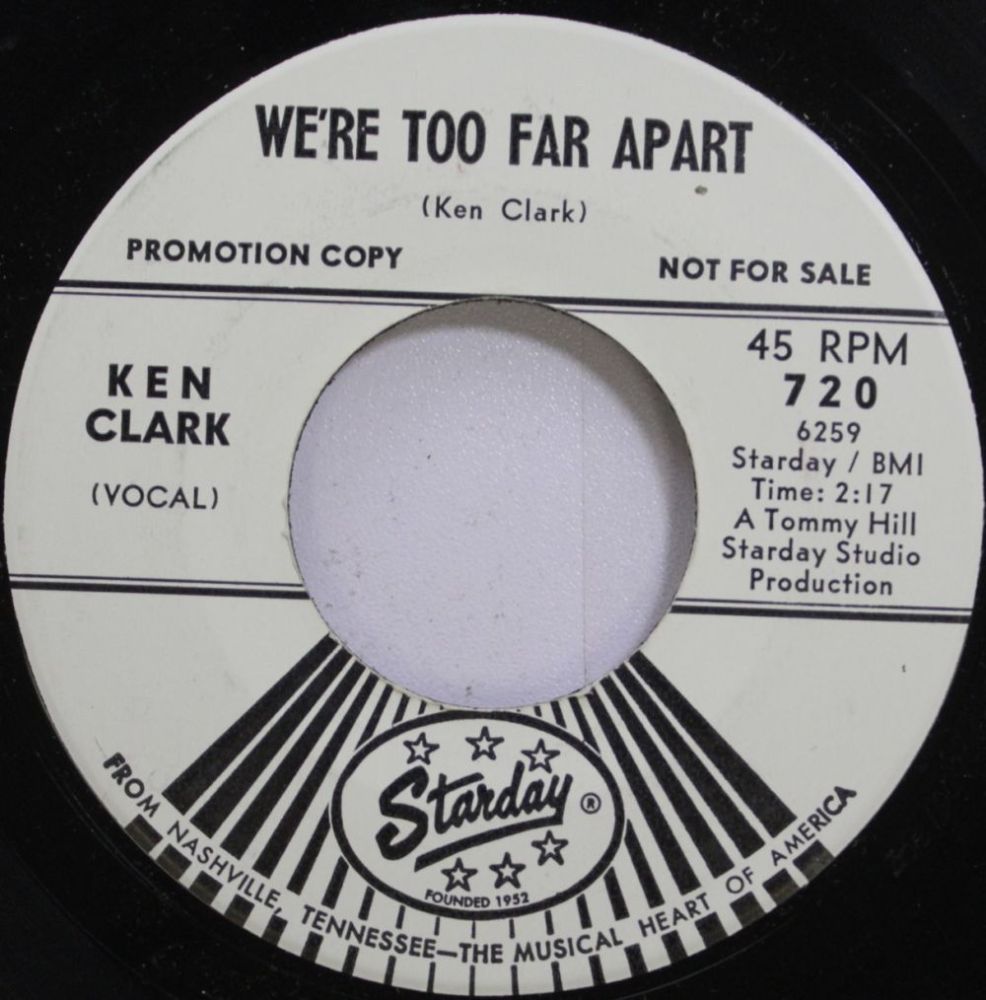 WE'RE TOO FAR APART
(Ken Clark)
PROMOTION COPY
NOT FOR SALE
KEN
CLARK
(VOCAL)
45 RPM
720
6259
Starday / BMI
Time: 2:17
A Tommy Hill
Starday Studio
Production
Starday ®
FOUNDED 1952
FROM NASHVILLE, TENNESSEE—THE MUSICAL HEART OF AMERICA